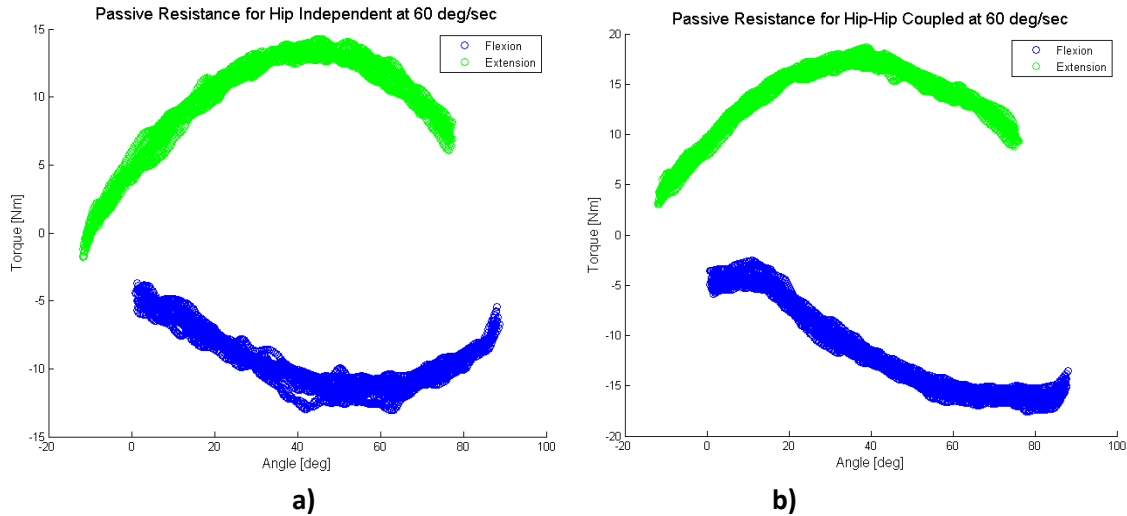 Passive Resistance for Hip Independent at 60 deg/sec
15
10
5
0
-5
-10
-15
-20
0
20
40
60
80
100
Torque [Nm]
Angle [deg]
Flexion
Extension
a)
Passive Resistance for Hip-Hip Coupled at 60 deg/sec
20
15
10
5
0
-5
-10
-15
-20
-20
0
20
40
60
80
100
Torque [Nm]
Angle [deg]
Flexion
Extension
b)